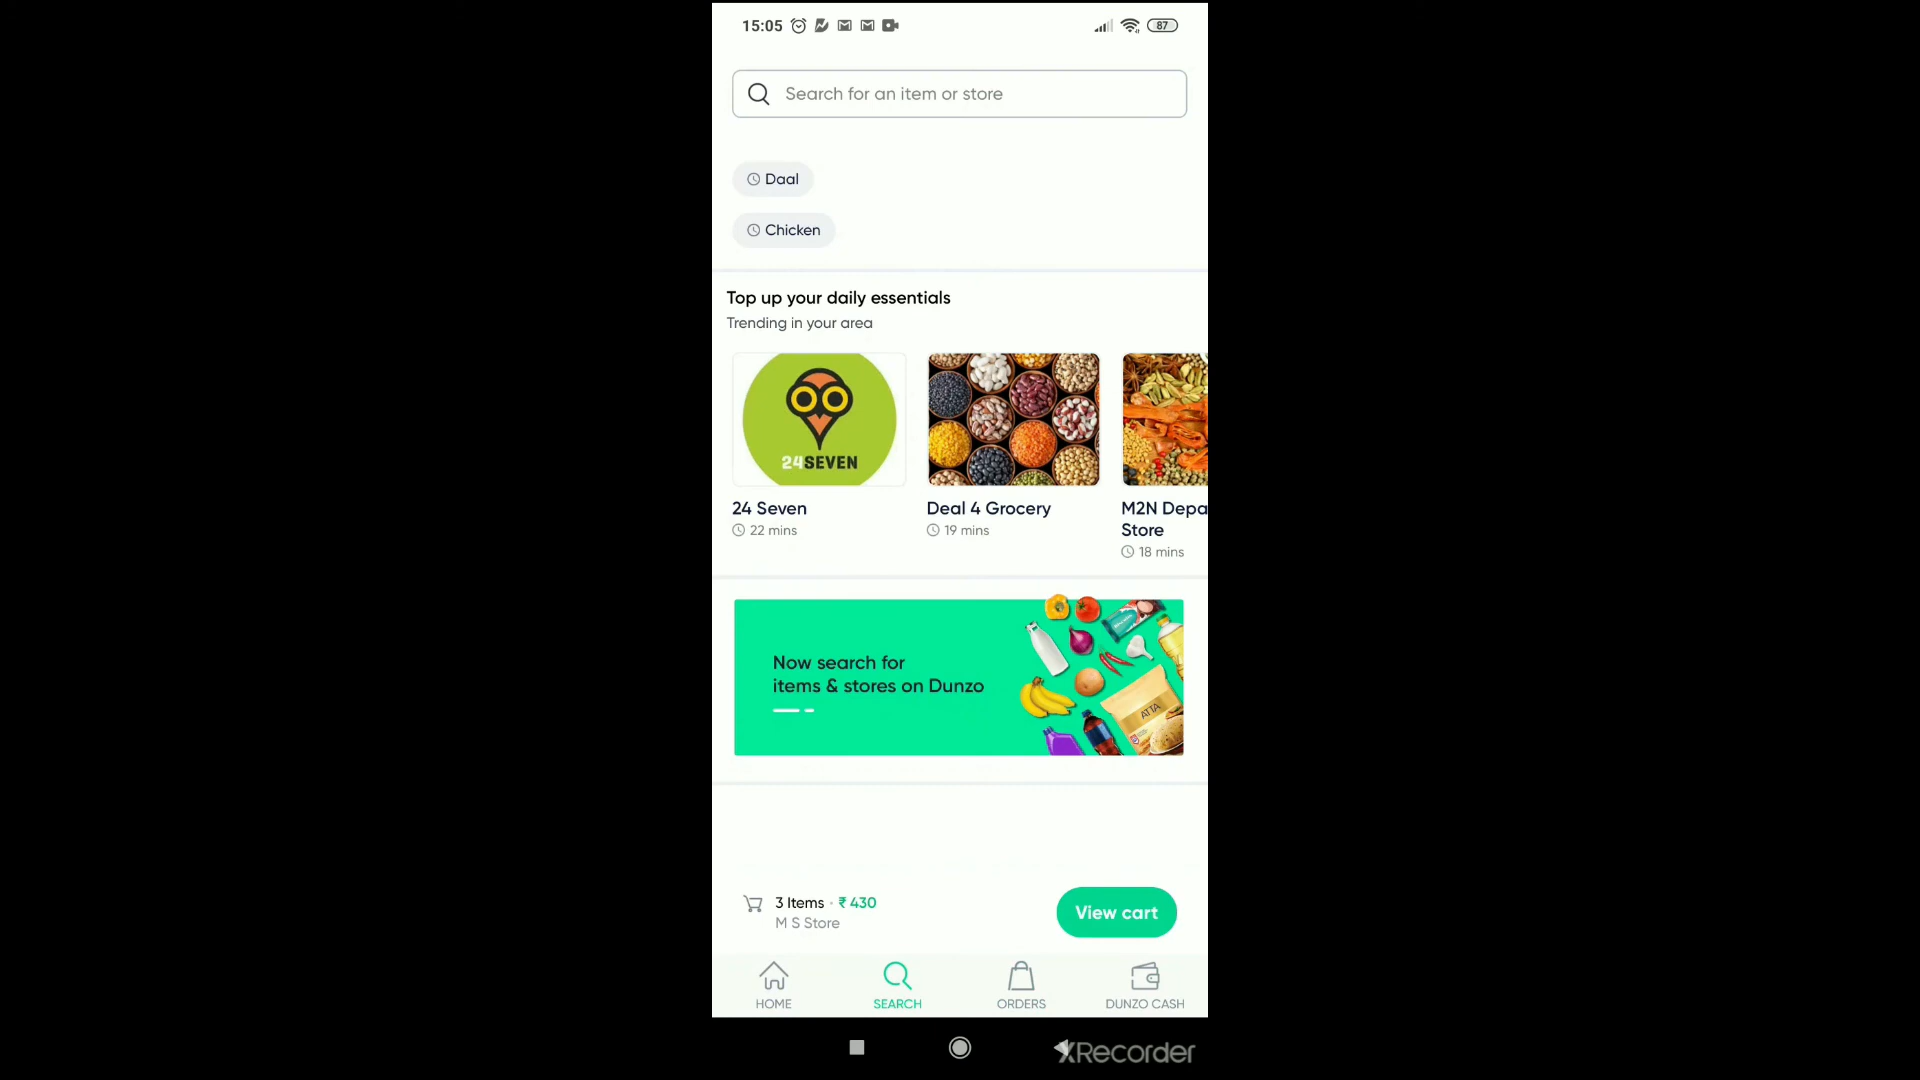 15:05
87
Search for an item or store
Daal
Chicken
Top up your daily essentials
Trending in your area
24SEVEN
24 Seven
22 mins
Deal 4 Grocery
19 mins
M2N Depa
Store
18 mins
Now search for
items & stores on Dunzo
ATTA
3 Items · ₹ 430
M S Store
View cart
HOME
SEARCH
ORDERS
DUNZO CASH
XRecorder